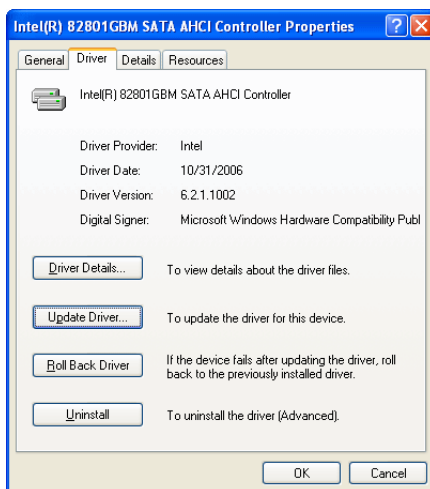 Intel(R) 82801GBM SATA AHCI Controller Properties
General Driver Details Resources
Intel(R) 82801GBM SATA AHCI Controller
Driver Provider: Intel
Driver Date: 10/31/2006
Driver Version: 6.2.1.1002
Digital Signer: Microsoft Windows Hardware Compatibility Publ
Driver Details... To view details about the driver files.
Update Driver... To update the driver for this device.
Roll Back Driver If the device fails after updating the driver, roll
back to the previously installed driver.
Uninstall To uninstall the driver (Advanced).
OK Cancel